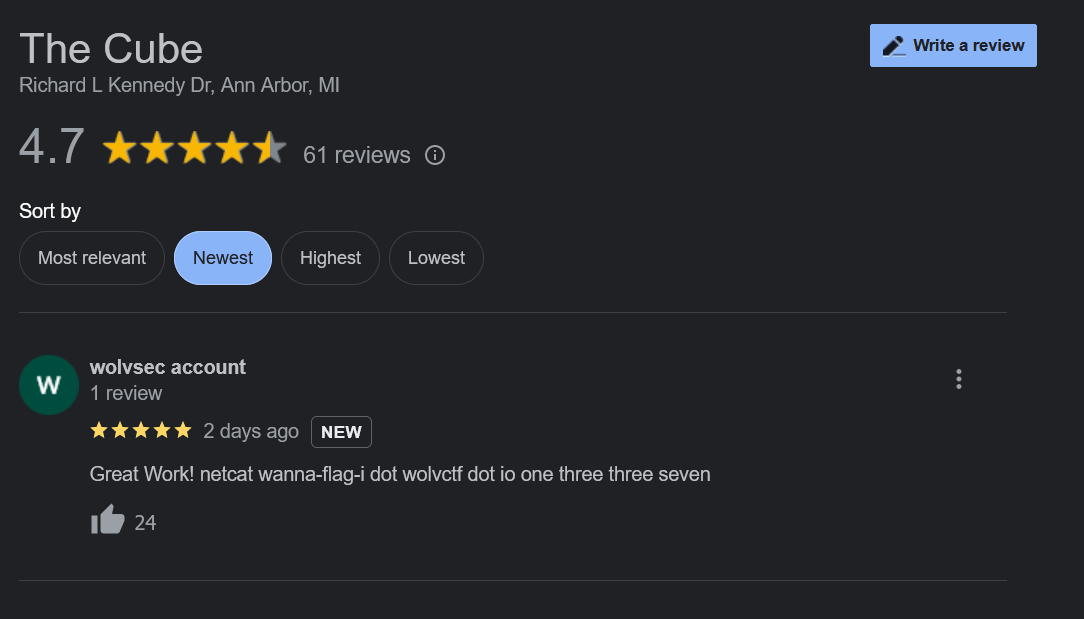 The Cube
Write a review
Richard L Kennedy Dr, Ann Arbor, MI
4.7 61 reviews
Sort by
Most relevant Newest Highest Lowest
W
wolvsec account
1 review
2 days ago NEW
Great Work! netcat wanna-flag-i dot wolvctf dot io one three three seven
24